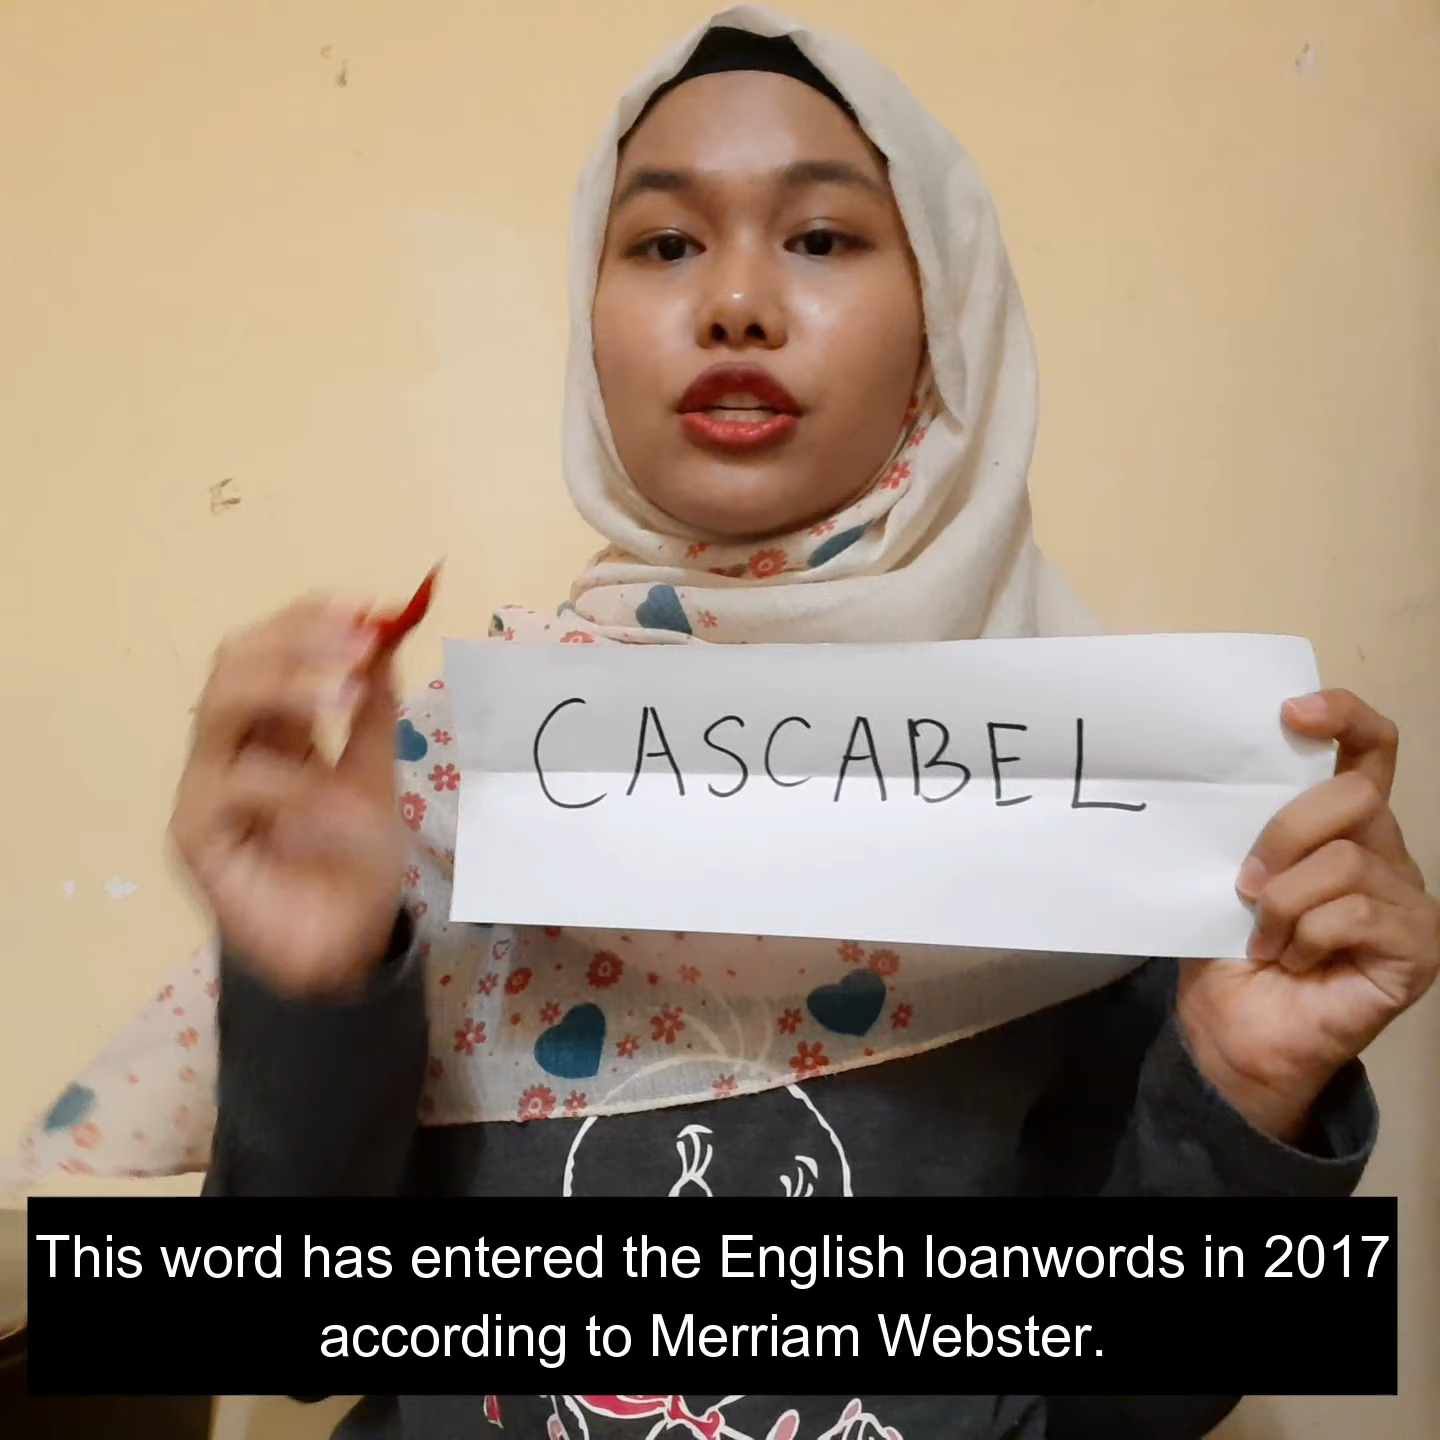 CASCABEL
This word has entered the English loanwords in 2017
according to Merriam Webster.